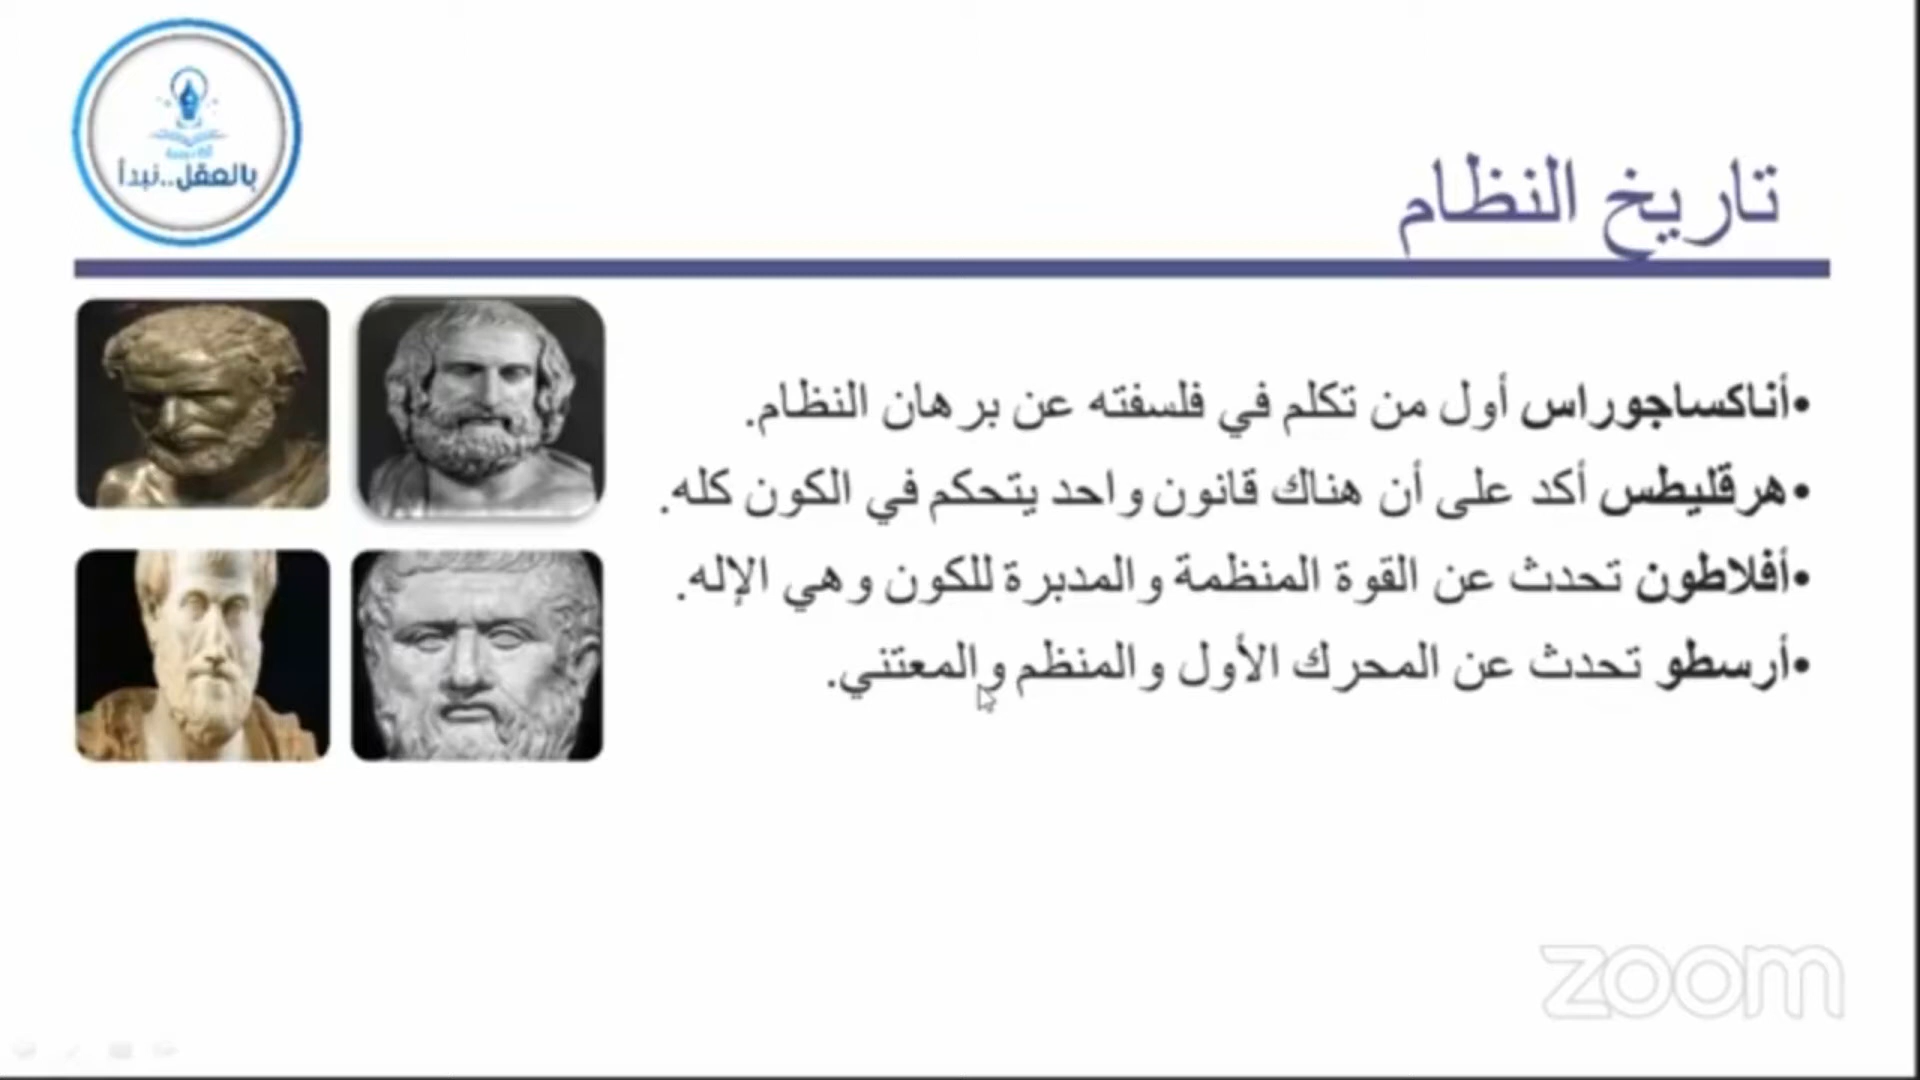 بالعقل..نبدأ
تاريخ النظام
•أناكساجوراس أول من تكلم في فلسفته عن برهان النظام.
•هرقليطس أكد على أن هناك قانون واحد يتحكم في الكون كله.
•أفلاطون تحدث عن القوة المنظمة والمدبرة للكون وهي الإله.
•أرسطو تحدث عن المحرك الأول والمنظم والمعتني.
zoom